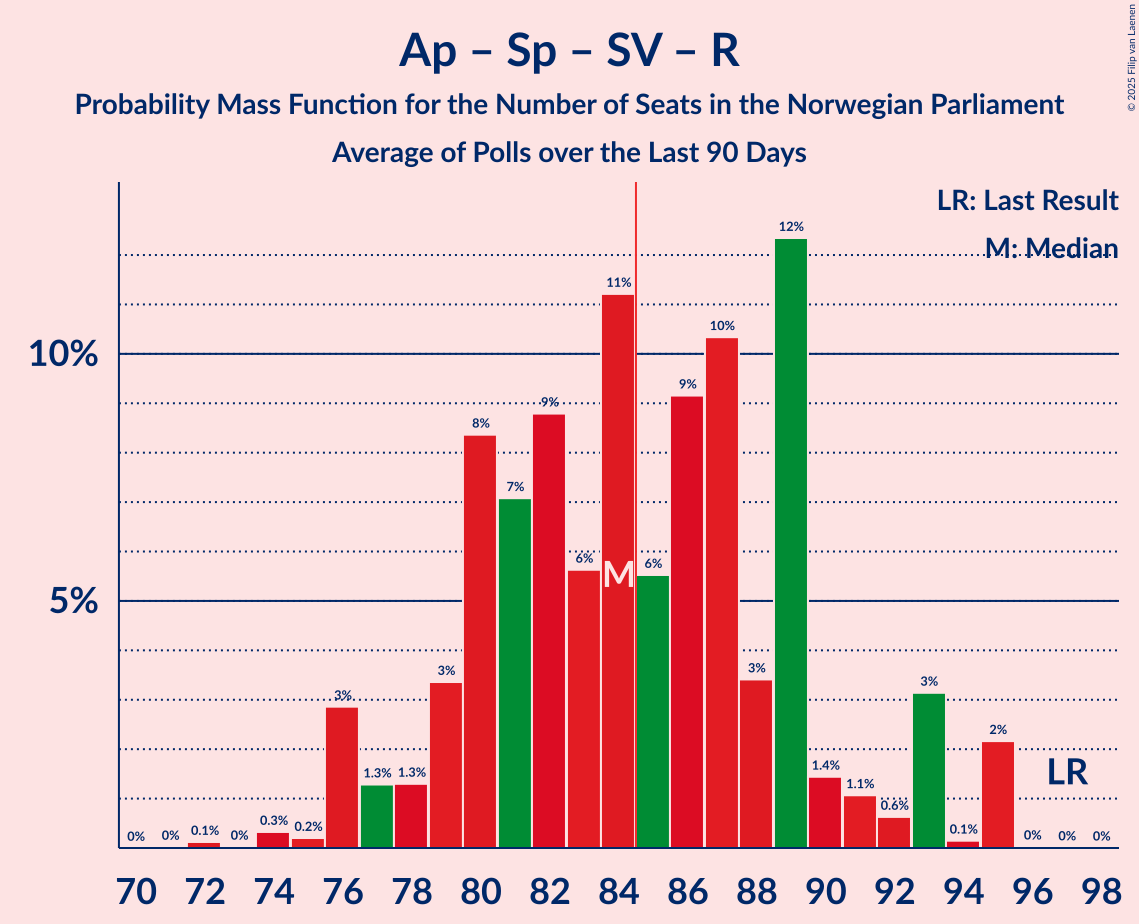 Ap – Sp – SV – R
Probability Mass Function for the Number of Seats in the Norwegian Parliament
Average of Polls over the Last 90 Days
© 2025 Filip van Laenen
LR: Last Result
M: Median
10%
5%
0% 0% 0.1% 0% 0.3% 0.2% 3% 1.3% 1.3% 3% 8% 7% 9% 6% 11% 6% 9% 10% 3% 12% 1.4% 1.1% 0.6% 3% 0.1% 2% 0% 0% 0%
M
LR
70 72 74 76 78 80 82 84 86 88 90 92 94 96 98